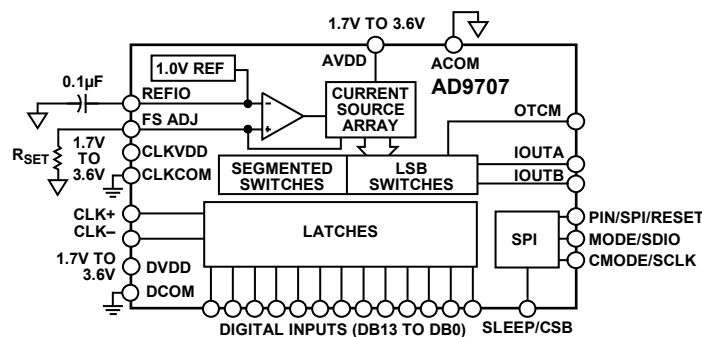 1.7V TO 3.6V
AVDD
ACOM
AD9707
1.0V REF
0.1µF
REFIO
CURRENT
SOURCE
ARRAY
OTCM
FS ADJ
RSET
1.7V
TO
3.6V
CLKVDD
CLKCOM
SEGMENTED
SWITCHES
LSB
SWITCHES
IOUTA
IOUTB
CLK+
CLK–
LATCHES
SPI
PIN/SPI/RESET
MODE/SDIO
CMODE/SCLK
1.7V TO
3.6V
DVDD
DCOM
DIGITAL INPUTS (DB13 TO DB0)
SLEEP/CSB